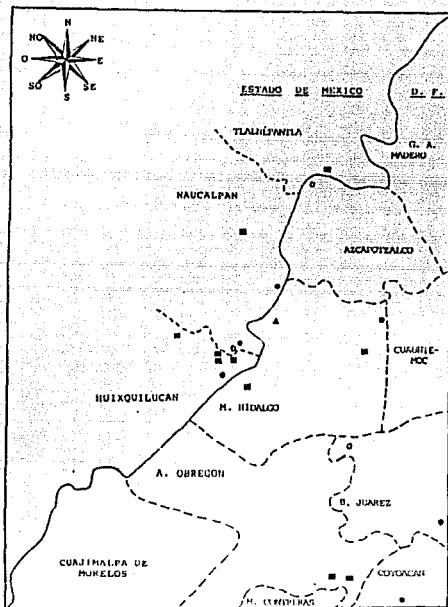 N
NO NE
O E
SO SE
S
ESTADO DE MEXICO D. F.
TLALNEPANTLA
G. A.
MADERO
NAUCALPAN
AZCAPOTZALCO
CUAUHTE-
MOC
HUIXQUILUCAN
M. HIDALGO
A. OBREGON
B. JUAREZ
CUAJIMALPA DE
MORELOS
COYOACAN
M. CONTRERAS